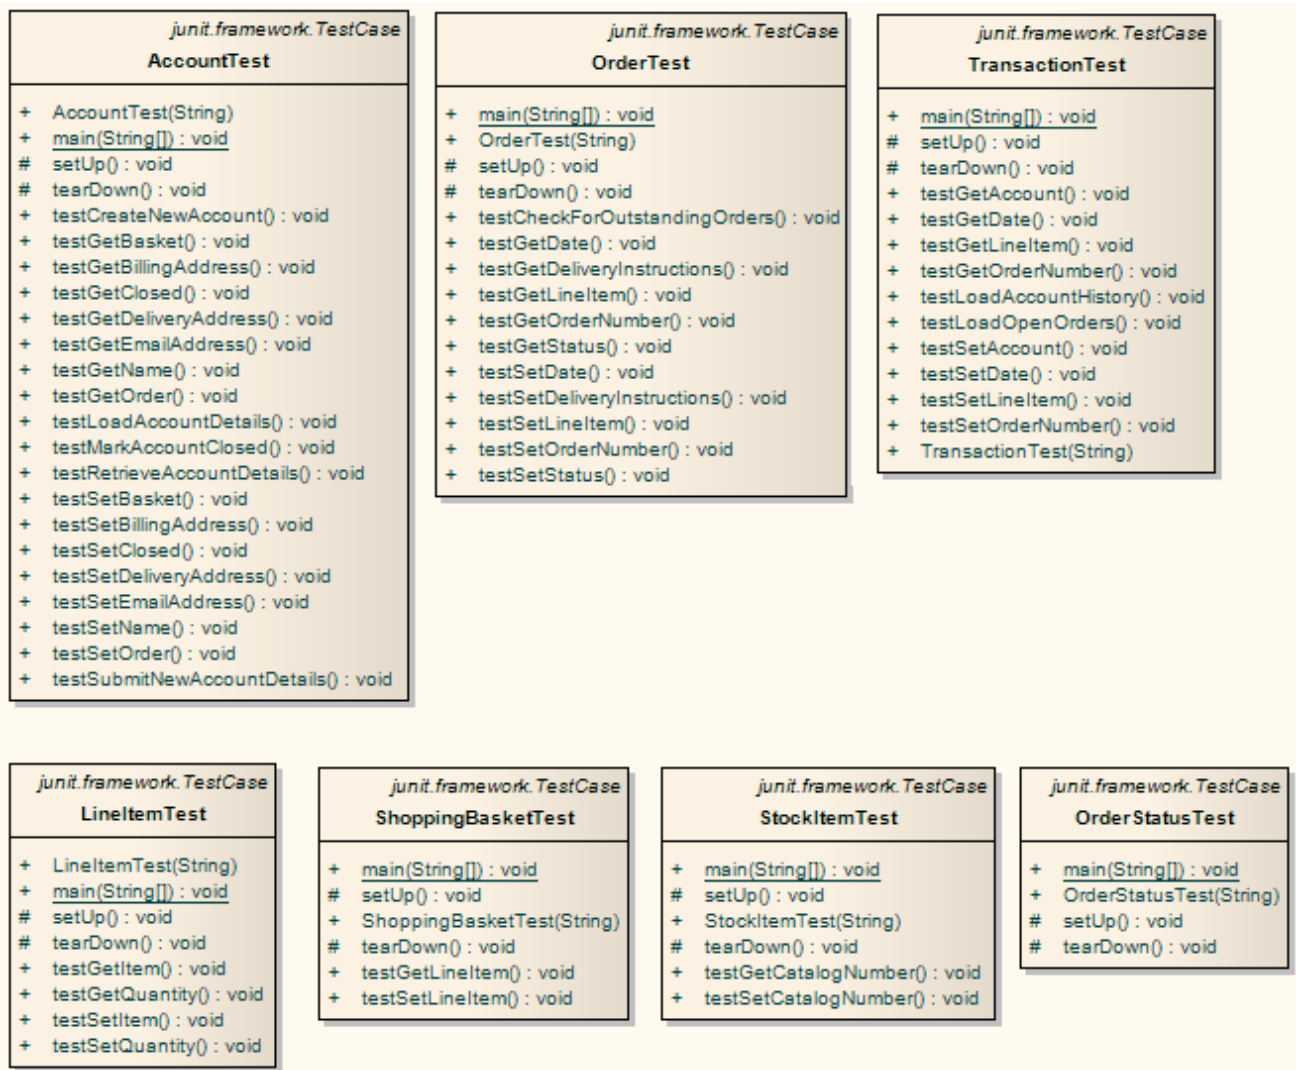 junit.framework.TestCase
AccountTest
+ AccountTest(String)
+ main(String[]) : void
# setUp() : void
# tearDown() : void
+ testCreateNewAccount() : void
+ testGetBasket() : void
+ testGetBillingAddress() : void
+ testGetClosed() : void
+ testGetDeliveryAddress() : void
+ testGetEmailAddress() : void
+ testGetName() : void
+ testGetOrder() : void
+ testLoadAccountDetails() : void
+ testMarkAccountClosed() : void
+ testRetrieveAccountDetails() : void
+ testSetBasket() : void
+ testSetBillingAddress() : void
+ testSetClosed() : void
+ testSetDeliveryAddress() : void
+ testSetEmailAddress() : void
+ testSetName() : void
+ testSetOrder() : void
+ testSubmitNewAccountDetails() : void
junit.framework.TestCase
OrderTest
+ main(String[]) : void
+ OrderTest(String)
# setUp() : void
# tearDown() : void
+ testCheckForOutstandingOrders() : void
+ testGetDate() : void
+ testGetDeliveryInstructions() : void
+ testGetLineItem() : void
+ testGetOrderNumber() : void
+ testGetStatus() : void
+ testSetDate() : void
+ testSetDeliveryInstructions() : void
+ testSetLineItem() : void
+ testSetOrderNumber() : void
+ testSetStatus() : void
junit.framework.TestCase
TransactionTest
+ main(String[]) : void
# setUp() : void
# tearDown() : void
+ testGetAccount() : void
+ testGetDate() : void
+ testGetLineItem() : void
+ testGetOrderNumber() : void
+ testLoadAccountHistory() : void
+ testLoadOpenOrders() : void
+ testSetAccount() : void
+ testSetDate() : void
+ testSetLineItem() : void
+ testSetOrderNumber() : void
+ TransactionTest(String)
junit.framework.TestCase
LineItemTest
+ LineItemTest(String)
+ main(String[]) : void
# setUp() : void
# tearDown() : void
+ testGetItem() : void
+ testGetQuantity() : void
+ testSetItem() : void
+ testSetQuantity() : void
junit.framework.TestCase
ShoppingBasketTest
+ main(String[]) : void
# setUp() : void
+ ShoppingBasketTest(String)
# tearDown() : void
+ testGetLineItem() : void
+ testSetLineItem() : void
junit.framework.TestCase
StockItemTest
+ main(String[]) : void
# setUp() : void
+ StockItemTest(String)
# tearDown() : void
+ testGetCatalogNumber() : void
+ testSetCatalogNumber() : void
junit.framework.TestCase
OrderStatusTest
+ main(String[]) : void
+ OrderStatusTest(String)
# setUp() : void
# tearDown() : void